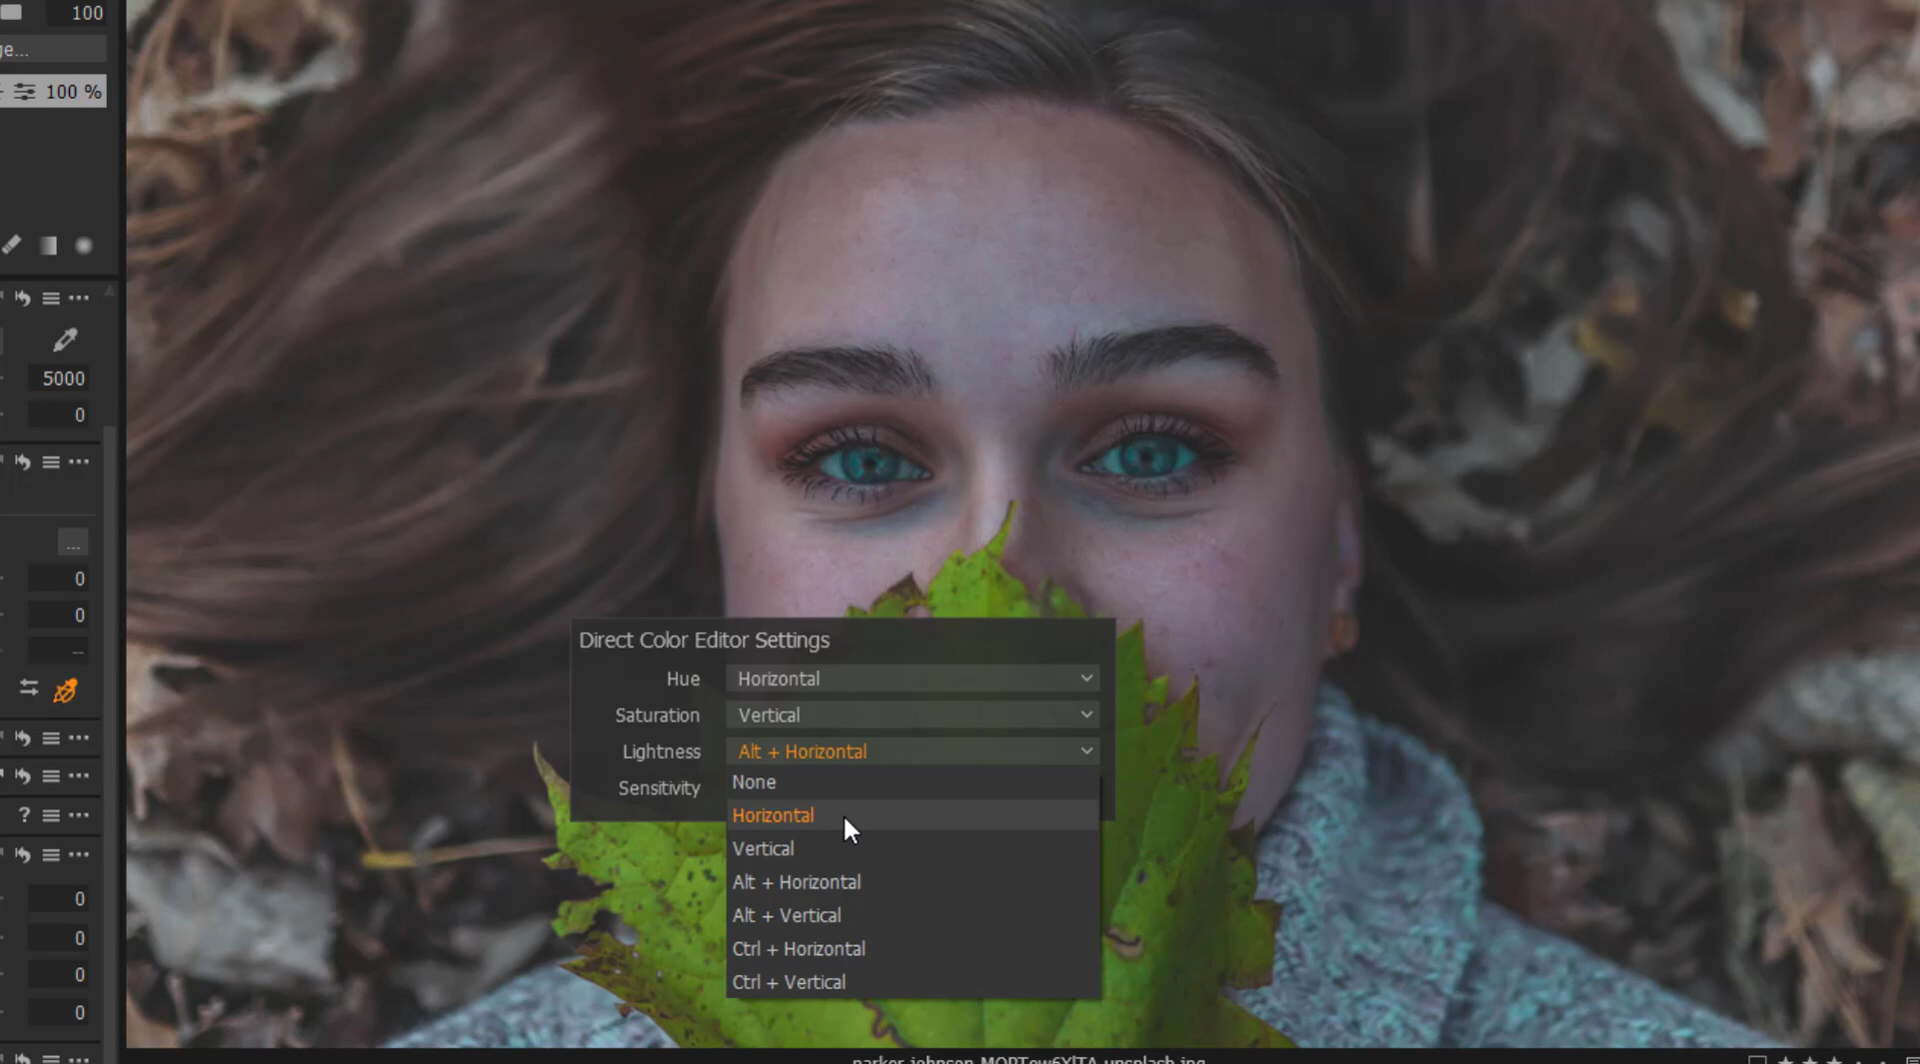 100
ge...
100 %
5000
0
...
0
0
--
Direct Color Editor Settings
Hue Horizontal
Saturation Vertical
Lightness Alt + Horizontal
Sensitivity
None
Horizontal
Vertical
Alt + Horizontal
Alt + Vertical
Ctrl + Horizontal
Ctrl + Vertical
?
0
0
0
0